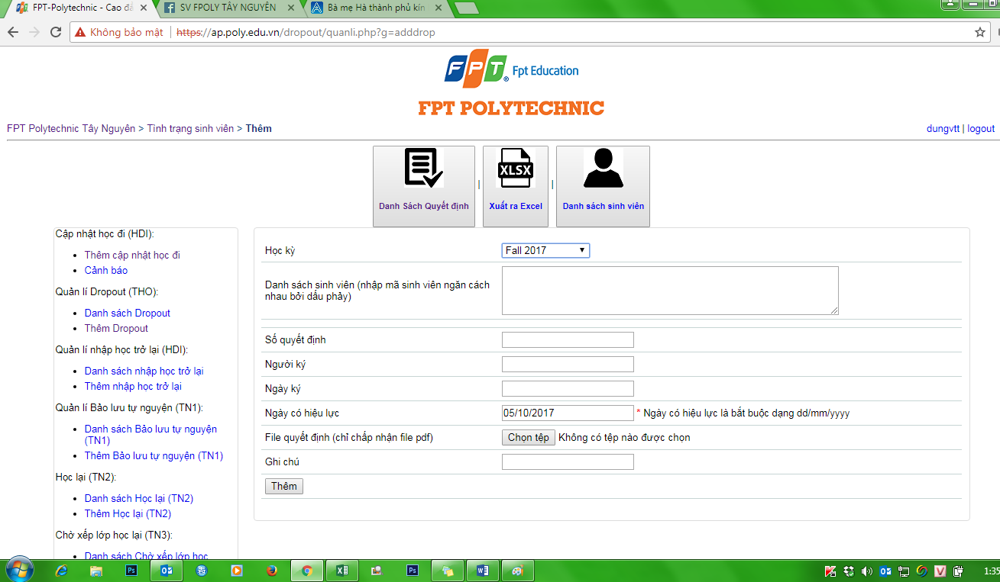 FPT-Polytechnic - Cao đẳ
SV FPOLY TÂY NGUYÊN
Bà mẹ Hà thành phủ kín
Không bảo mật
https://ap.poly.edu.vn/dropout/quanli.php?g=adddrop
FPT
Fpt Education
FPT POLYTECHNIC
FPT Polytechnic Tây Nguyên > Tình trạng sinh viên > Thêm
dungvtt | logout
Danh Sách Quyết định
|
XLSX
Xuất ra Excel
|
Danh sách sinh viên
Cập nhật học đi (HDI):
• Thêm cập nhật học đi
• Cảnh báo
Quản lí Dropout (THO):
• Danh sách Dropout
• Thêm Dropout
Quản lí nhập học trở lại (HDI):
• Danh sách nhập học trở lại
• Thêm nhập học trở lại
Quản lí Bảo lưu tự nguyện (TN1):
• Danh sách Bảo lưu tự nguyện
(TN1)
• Thêm Bảo lưu tự nguyện (TN1)
Học lại (TN2):
• Danh sách Học lại (TN2)
• Thêm Học lại (TN2)
Chờ xếp lớp học lại (TN3):
• Danh sách Chờ xếp lớp học
Học kỳ
Fall 2017
Danh sách sinh viên (nhập mã sinh viên ngăn cách
nhau bởi dấu phảy)
Số quyết định
Người ký
Ngày ký
Ngày có hiệu lực
05/10/2017
* Ngày có hiệu lực là bắt buộc dạng dd/mm/yyyy
File quyết định (chỉ chấp nhận file pdf)
Chọn tệp
Không có tệp nào được chọn
Ghi chú
Thêm
1:35